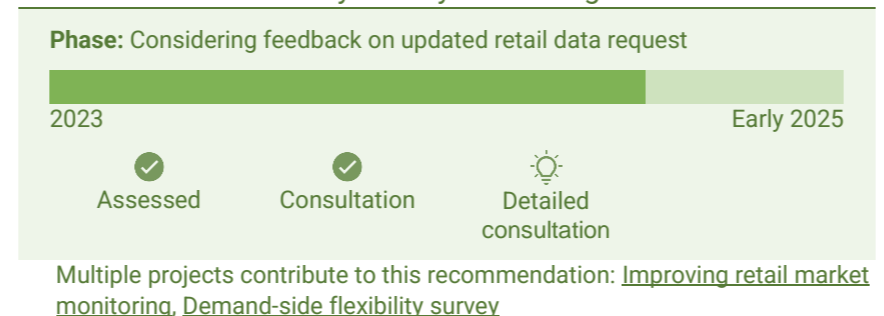 Phase: Considering feedback on updated retail data request
2023
Early 2025
Assessed
Consultation
Detailed
consultation
Multiple projects contribute to this recommendation: Improving retail market
monitoring, Demand-side flexibility survey